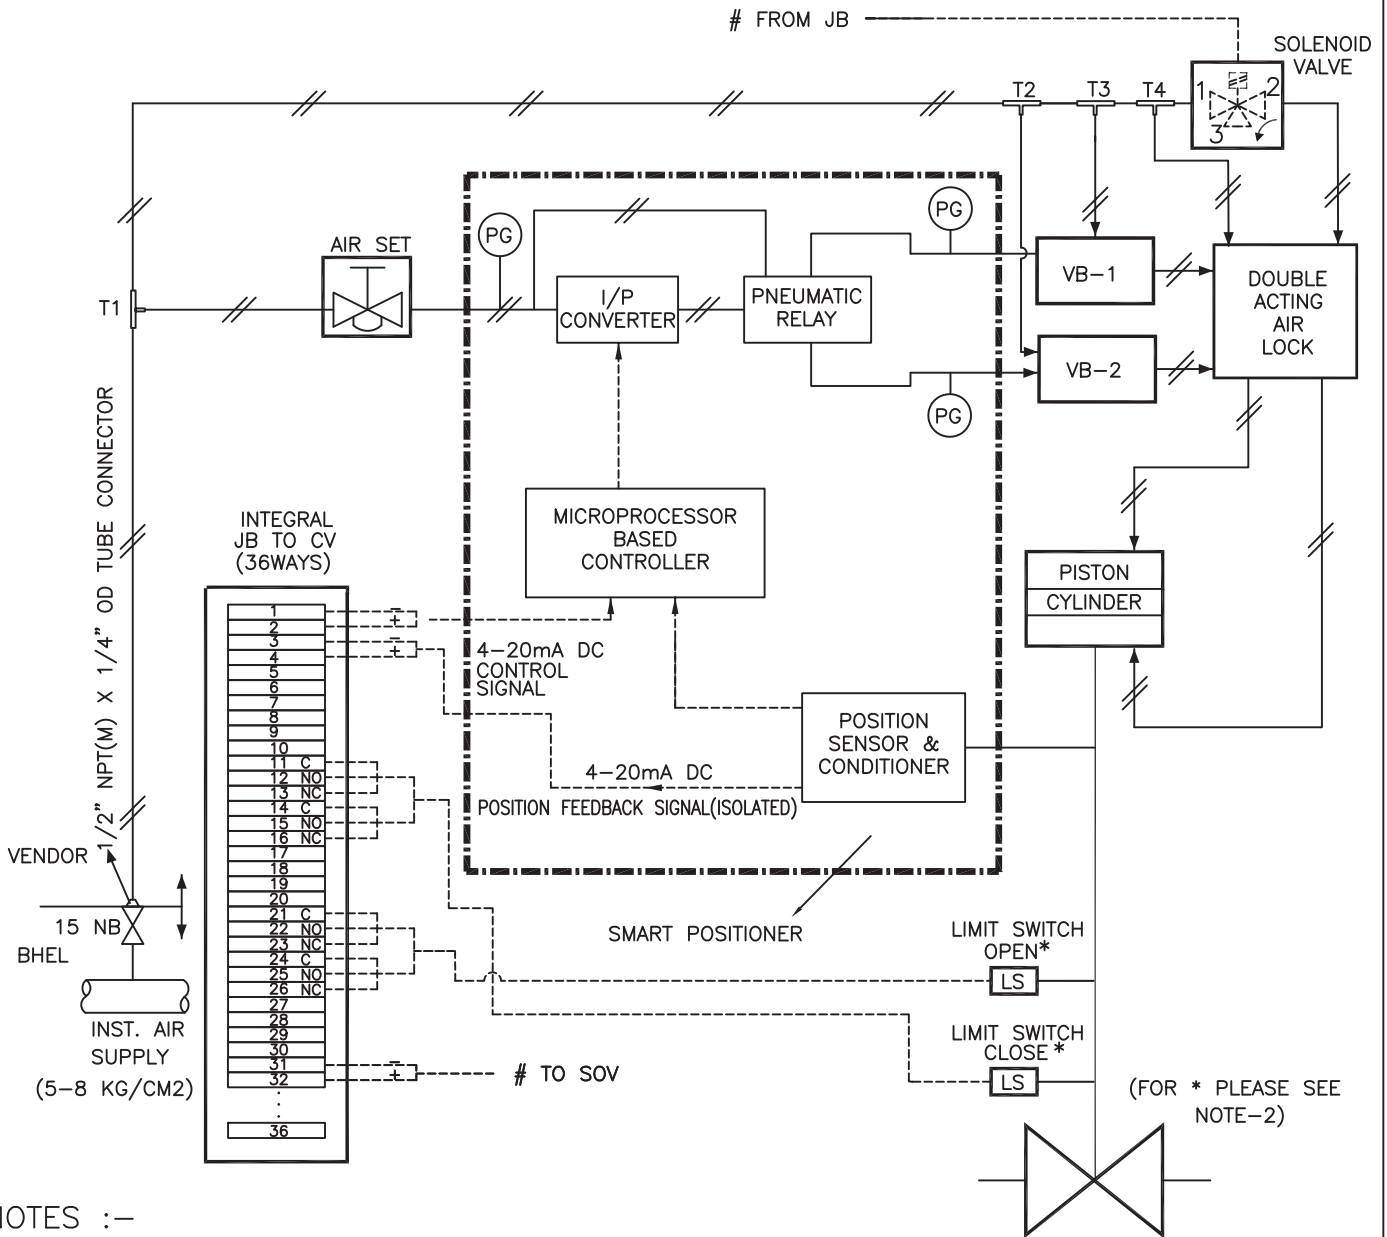 # FROM JB
SOLENOID
VALVE
T2
T3
T4
1
2
3
PG
PG
AIR SET
T1
I/P
CONVERTER
PNEUMATIC
RELAY
VB-1
DOUBLE
ACTING
AIR
LOCK
VB-2
PG
1/2" NPT(M) X 1/4" OD TUBE CONNECTOR
MICROPROCESSOR
BASED
CONTROLLER
INTEGRAL
JB TO CV
(36WAYS)
PISTON
CYLINDER
1
-
2
+
3
-
4
+
5
6
7
8
9
10
11 C
12 NO
13 NC
14 C
15 NO
16 NC
17
18
19
20
21 C
22 NO
23 NC
24 C
25 NO
26 NC
27
28
29
30
31
-
32
+
36
4-20mA DC
CONTROL
SIGNAL
POSITION
SENSOR &
CONDITIONER
4-20mA DC
POSITION FEEDBACK SIGNAL(ISOLATED)
VENDOR
15 NB
BHEL
SMART POSITIONER
LIMIT SWITCH
OPEN*
LS
INST. AIR
SUPPLY
(5-8 KG/CM2)
# TO SOV
LIMIT SWITCH
CLOSE*
LS
(FOR * PLEASE SEE
NOTE-2)
OTES :-